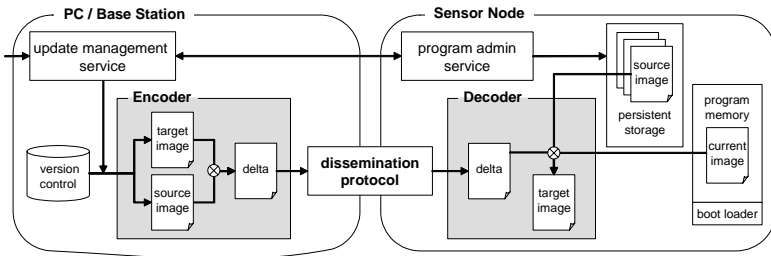 PC / Base Station
update management
service
Encoder
target
image
source
image
delta
version
control
dissemination
protocol
Sensor Node
program admin
service
source
image
persistent
storage
Decoder
delta
target
image
program
memory
current
image
boot loader